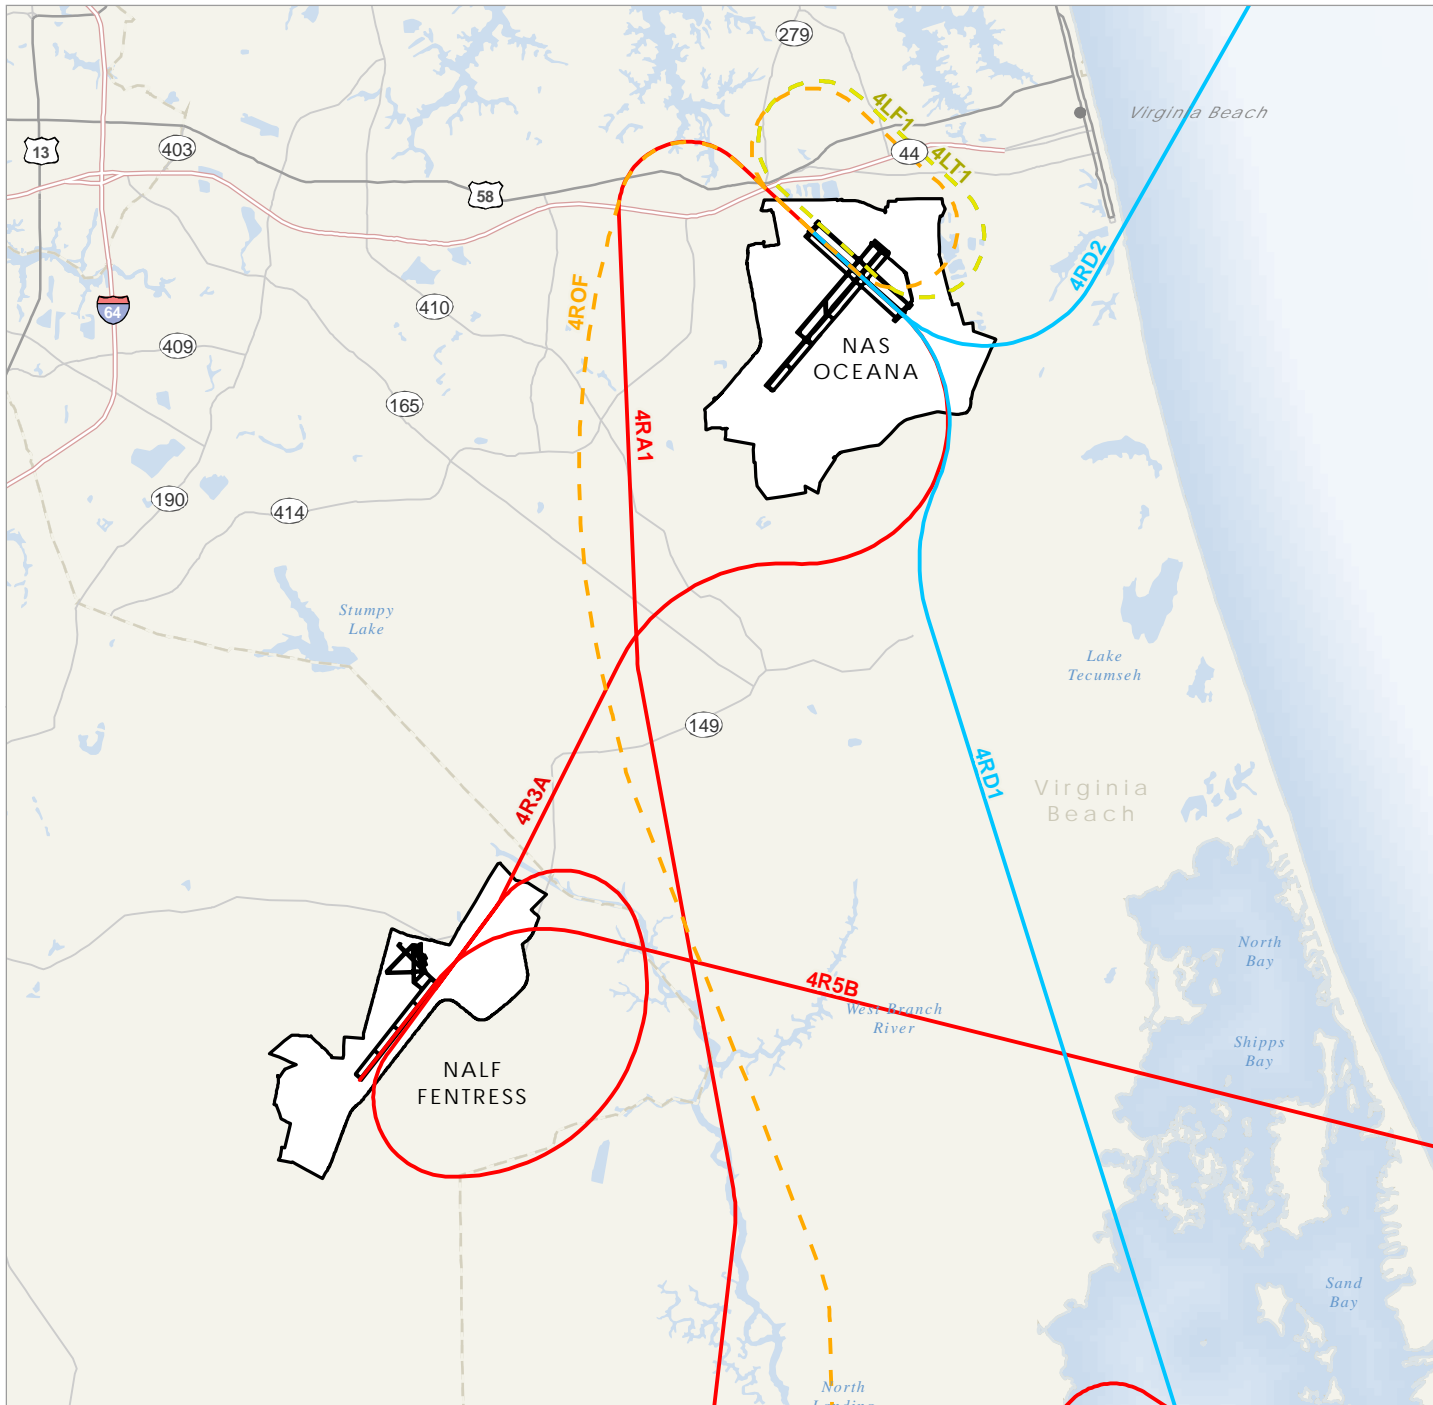 279
Virginia Beach
13
403
4LF1
44
4LT1
58
4RD2
64
4ROF
410
409
NAS
OCEANA
165
4RA1
190
414
Stumpy
Lake
Lake
Tecumseh
149
4RD1
4R3A
Virginia
Beach
North
Bay
4R5B
West Branch
River
Shipps
Bay
NALF
FENTRESS
Sand
Bay
North
Landing